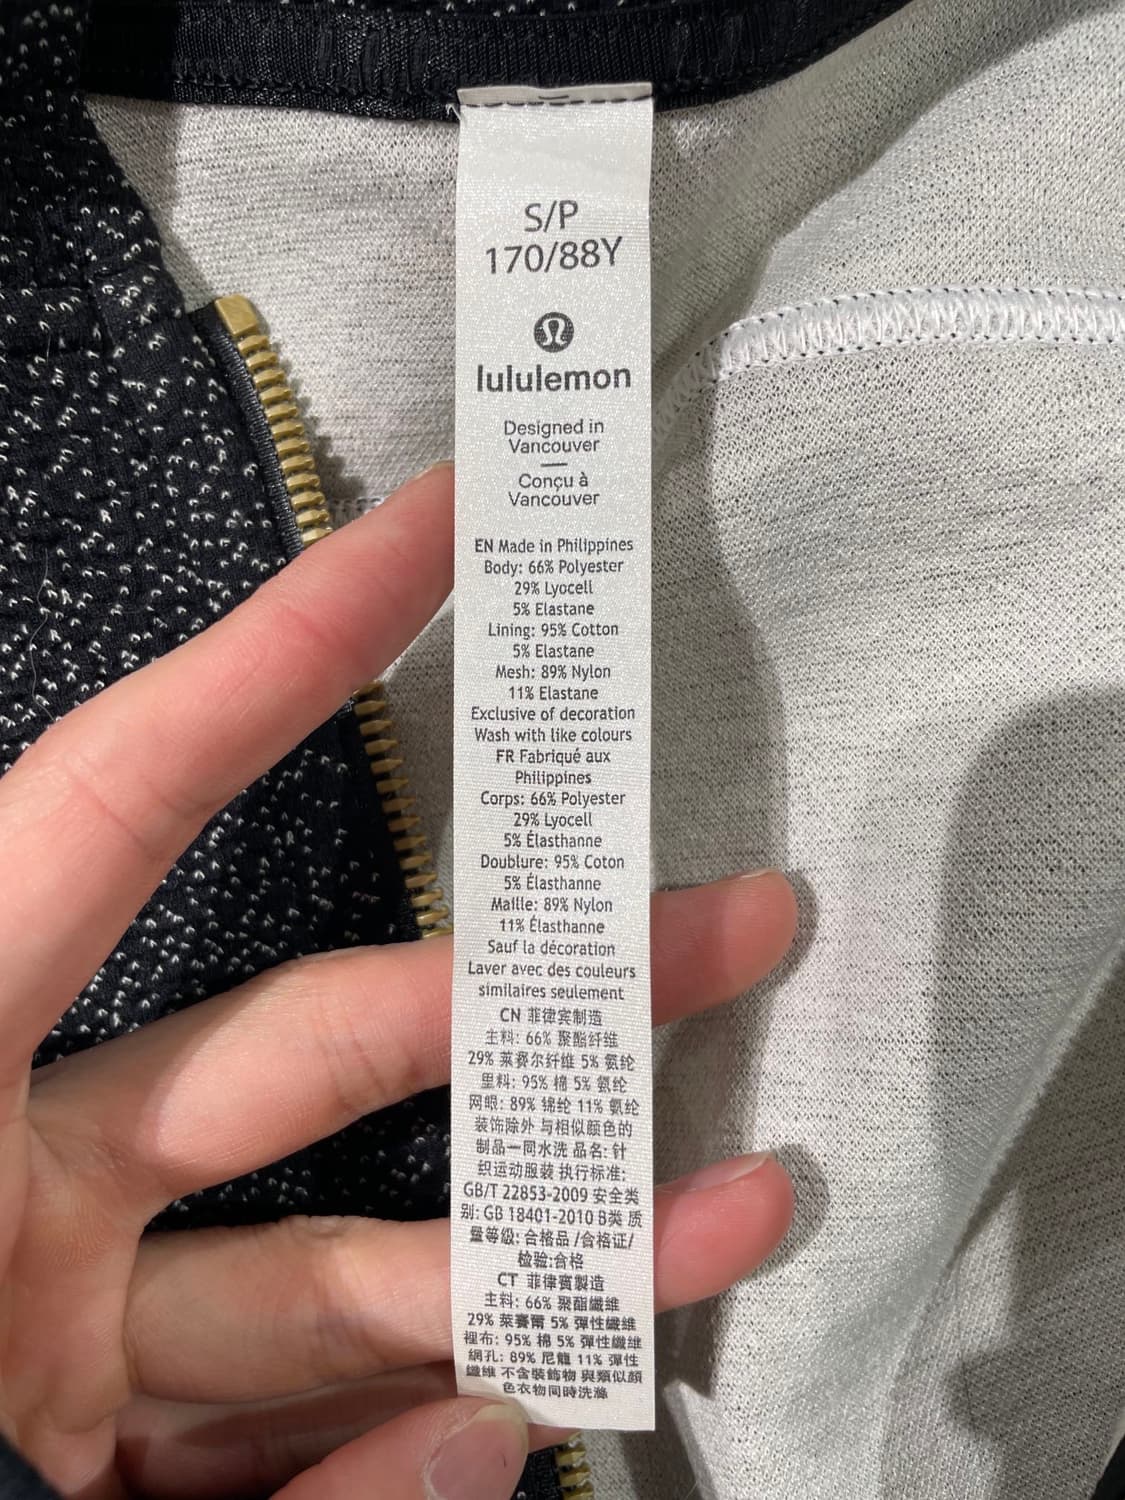 S/P
170/88Y
lululemon
Designed in
Vancouver
Conçu à
Vancouver
EN Made in Philippines
Body: 66% Polyester
29% Lyocell
5% Elastane
Lining: 95% Cotton
5% Elastane
Mesh: 89% Nylon
11% Elastane
Exclusive of decoration
Wash with like colours
FR Fabriqué aux
Philippines
Corps: 66% Polyester
29% Lyocell
5% Élasthanne
Doublure: 95% Coton
5% Élasthanne
Maille: 89% Nylon
11% Élasthanne
Sauf la décoration
Laver avec des couleurs
similaires seulement
CN 菲律宾制造
主料: 66% 聚酯纤维
29% 莱赛尔纤维 5% 氨纶
里料: 95% 棉 5% 氨纶
网眼: 89% 锦纶 11% 氨纶
装饰除外 与相似颜色的
制品一同水洗 品名: 针
织运动服装 执行标准:
GB/T 22853-2009 安全类
别: GB 18401-2010 B类 质
量等级: 合格品 /合格证/
检验:合格
CT 菲律賓製造
主料: 66% 聚酯纖維
29% 萊賽爾 5% 彈性纖維
裡布: 95% 棉 5% 彈性纖維
網孔: 89% 尼龍 11% 彈性
纖維 不含裝飾物 與類似顏
色衣物同時洗滌